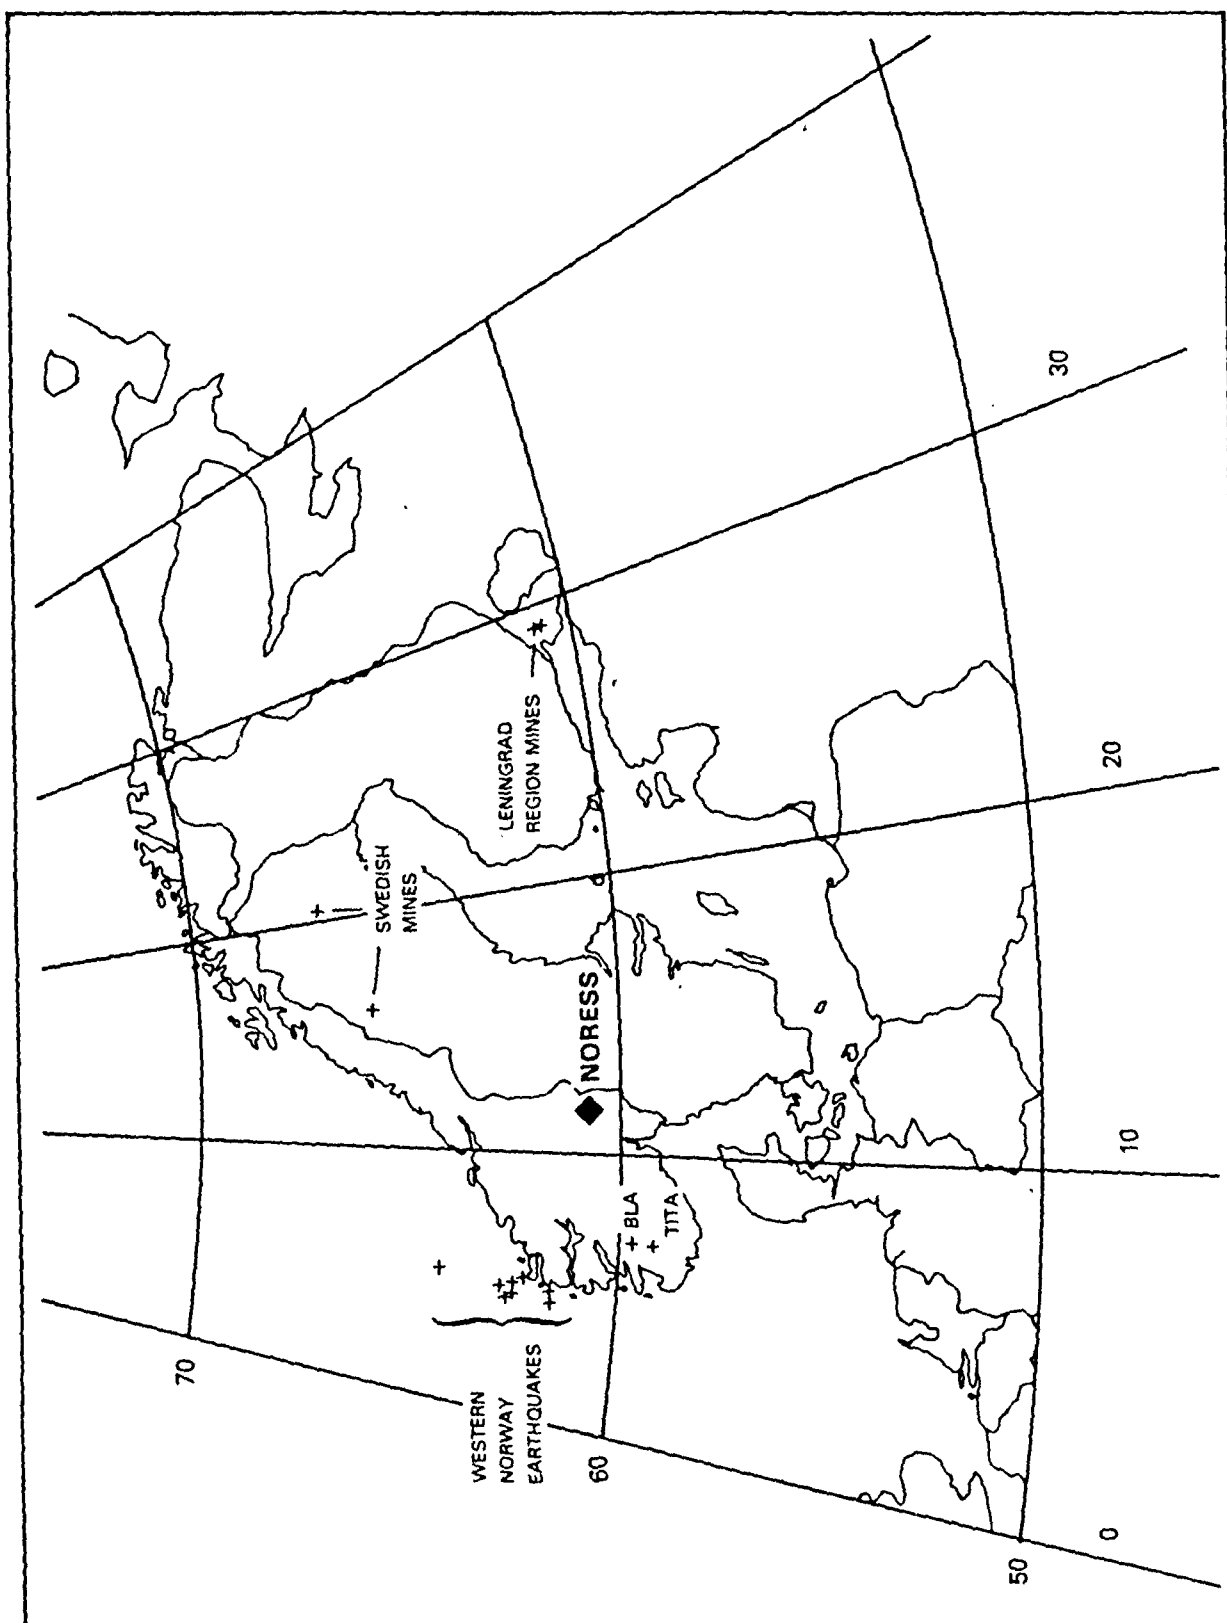 70
60
50
0
10
20
30
WESTERN
NORWAY
EARTHQUAKES
SWEDISH
MINES
LENINGRAD
REGION MINES
NORESS
BLA
TITA